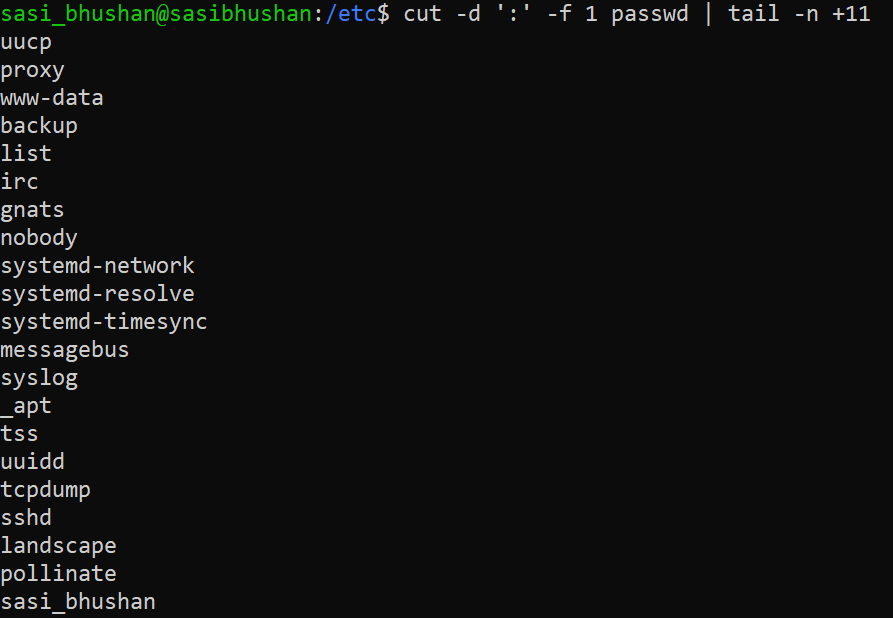 sasi_bhushan@sasibhushan:/etc$ cut -d ':' -f 1 passwd | tail -n +11
uucp
proxy
www-data
backup
list
irc
gnats
nobody
systemd-network
systemd-resolve
systemd-timesync
messagebus
syslog
_apt
tss
uuidd
tcpdump
sshd
landscape
pollinate
sasi_bhushan